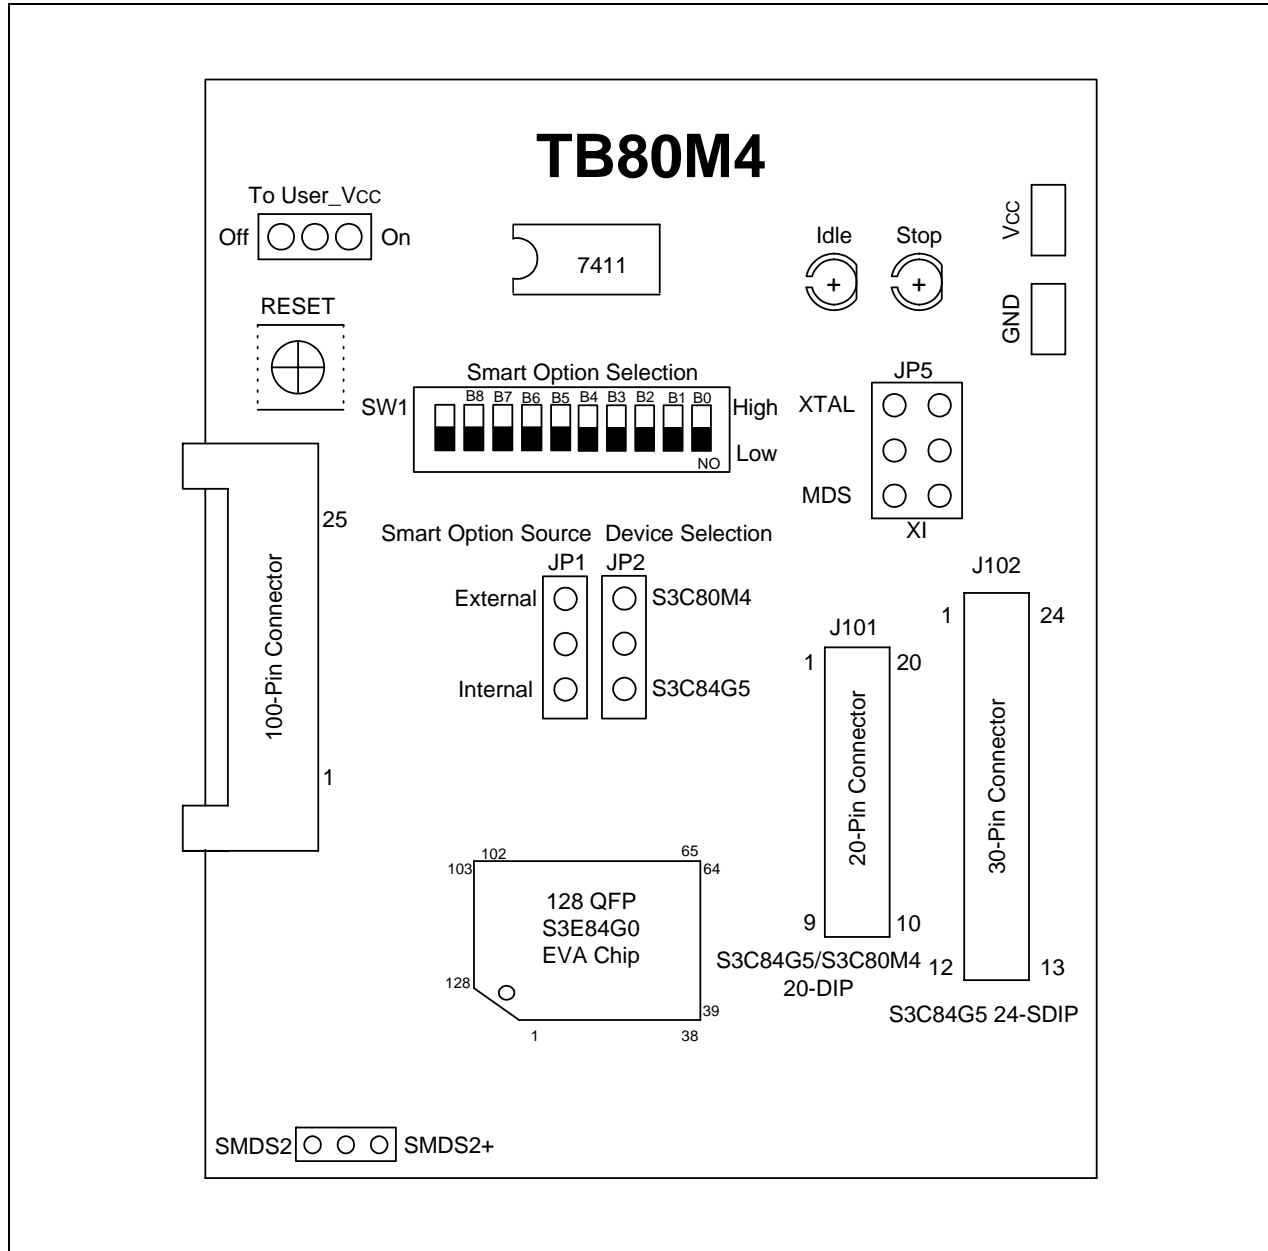 TB80M4
To User_VCC
Off
On
7411
Idle
Stop
VCC
GND
RESET
Smart Option Selection
SW1
B8 B7 B6 B5 B4 B3 B2 B1 B0
High
Low
NO
JP5
XTAL
MDS
XI
25
100-Pin Connector
1
Smart Option Source
Device Selection
JP1
JP2
External
S3C80M4
Internal
S3C84G5
J101
1
20
20-Pin Connector
9
10
S3C84G5/S3C80M4
20-DIP
J102
1
24
30-Pin Connector
12
13
S3C84G5 24-SDIP
102
65
103
64
128 QFP
S3E84G0
EVA Chip
128
39
1
38
SMDS2
SMDS2+